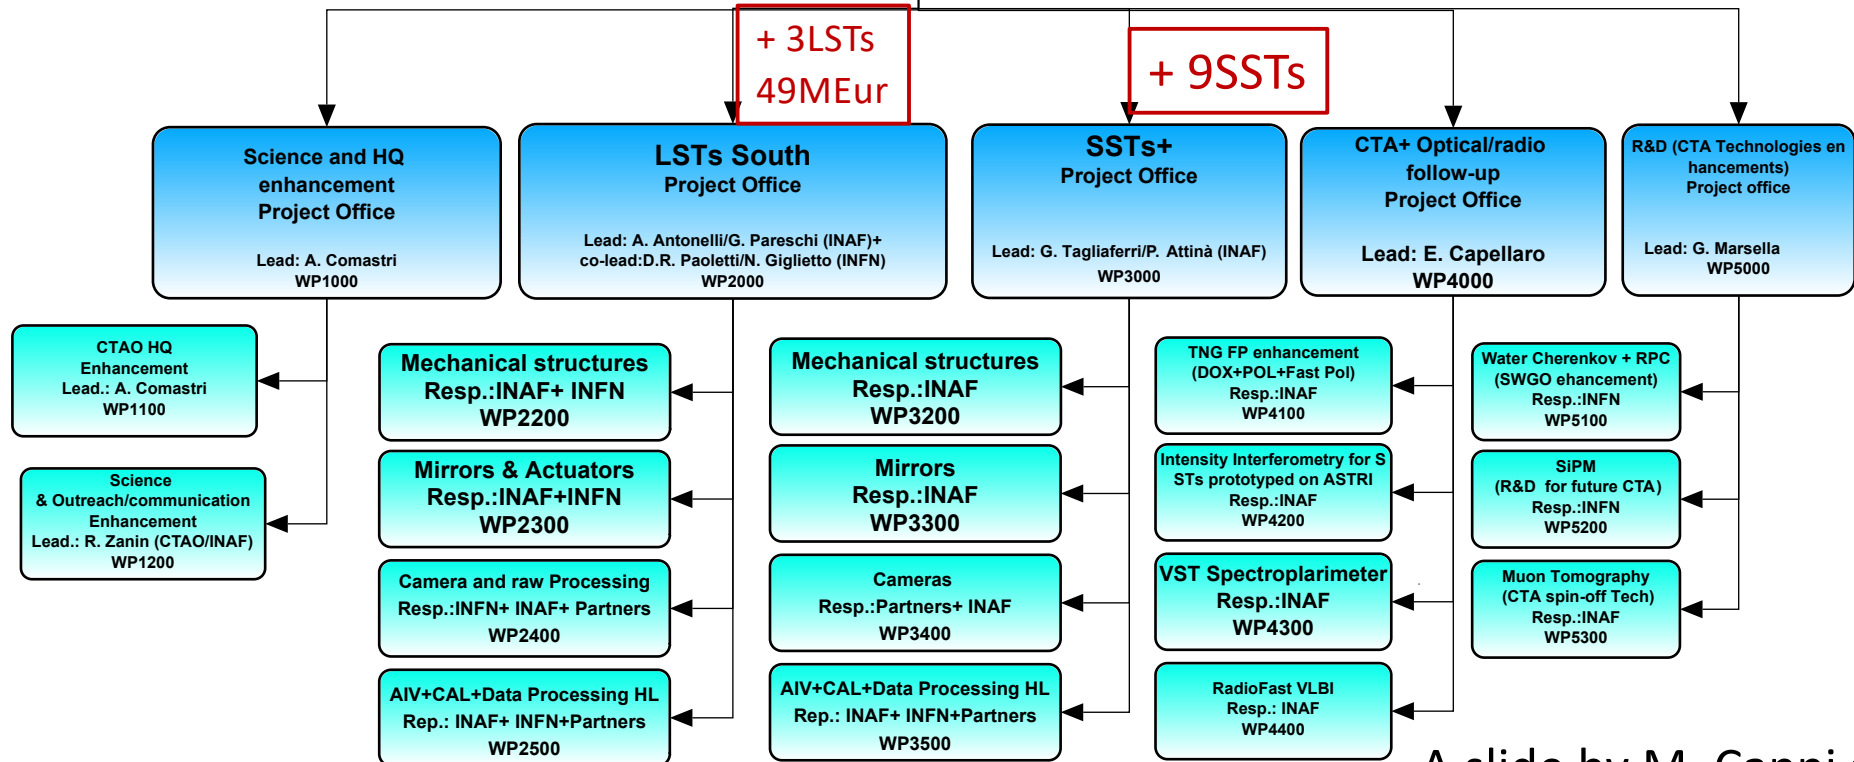 + 3LSTs
49MEur
+ 9SSTs
Science and HQ
enhancement
Project Office
Lead: A. Comastri
WP1000
LSTs South
Project Office
Lead: A. Antonelli/G. Pareschi (INAF)+
co-lead:D.R. Paoletti/N. Giglietto (INFN)
WP2000
SSTs+
Project Office
Lead: G. Tagliaferri/P. Attinà (INAF)
WP3000
CTA+ Optical/radio
follow-up
Project Office
Lead: E. Capellaro
WP4000
R&D (CTA Technologies en
hancements)
Project office
Lead: G. Marsella
WP5000
CTAO HQ
Enhancement
Lead.: A. Comastri
WP1100
Science
& Outreach/communication
Enhancement
Lead.: R. Zanin (CTAO/INAF)
WP1200
Mechanical structures
Resp.:INAF+ INFN
WP2200
Mirrors & Actuators
Resp.:INAF+INFN
WP2300
Camera and raw Processing
Resp.:INFN+ INAF+ Partners
WP2400
AIV+CAL+Data Processing HL
Rep.: INAF+ INFN+Partners
WP2500
Mechanical structures
Resp.:INAF
WP3200
Mirrors
Resp.:INAF
WP3300
Cameras
Resp.:Partners+ INAF
WP3400
AIV+CAL+Data Processing HL
Rep.: INAF+ INFN+Partners
WP3500
TNG FP enhancement
(DOX+POL+Fast Pol)
Resp.:INAF
WP4100
Intensity Interferometry for S
STs prototyped on ASTRI
Resp.:INAF
WP4200
VST Spectroplarimeter
Resp.:INAF
WP4300
RadioFast VLBI
Resp.: INAF
WP4400
Water Cherenkov + RPC
(SWGO ehancement)
Resp.:INFN
WP5100
SiPM
(R&D for future CTA)
Resp.:INFN
WP5200
Muon Tomography
(CTA spin-off Tech)
Resp.:INAF
WP5300
A slide by M. Cappi